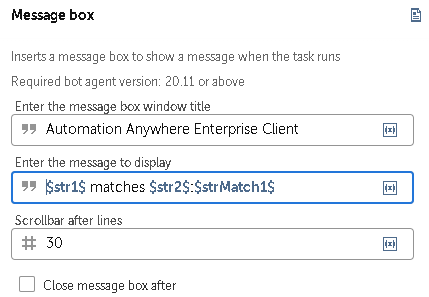 Message box
Inserts a message box to show a message when the task runs
Required bot agent version: 20.11 or above
Enter the message box window title
Automation Anywhere Enterprise Client
(x)
Enter the message to display
$str1$ matches $str2$:$strMatch1$
(x)
Scrollbar after lines
# 30
(x)
Close message box after